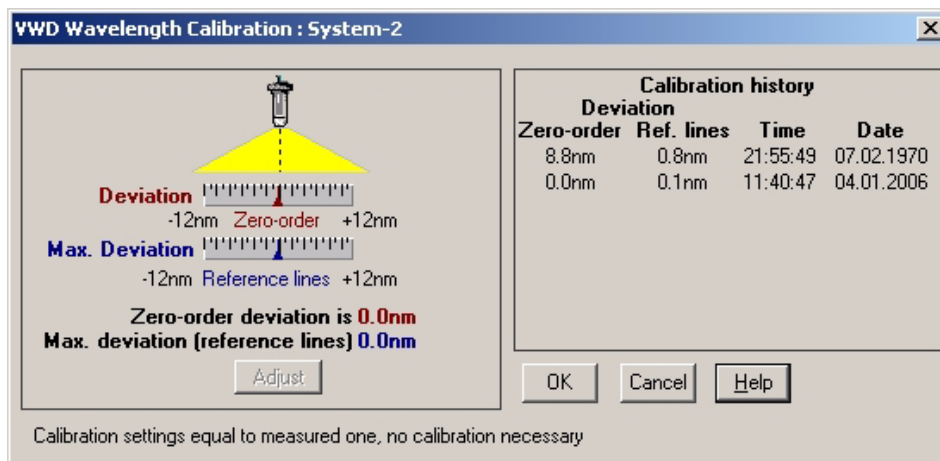 VWD Wavelength Calibration : System-2
Deviation
-12nm Zero-order +12nm
Max. Deviation
-12nm Reference lines +12nm
Zero-order deviation is 0.0nm
Max. deviation (reference lines) 0.0nm
Adjust
Calibration history
Deviation
Zero-order Ref. lines Time Date
8.8nm 0.8nm 21:55:49 07.02.1970
0.0nm 0.1nm 11:40:47 04.01.2006
OK Cancel Help
Calibration settings equal to measured one, no calibration necessary